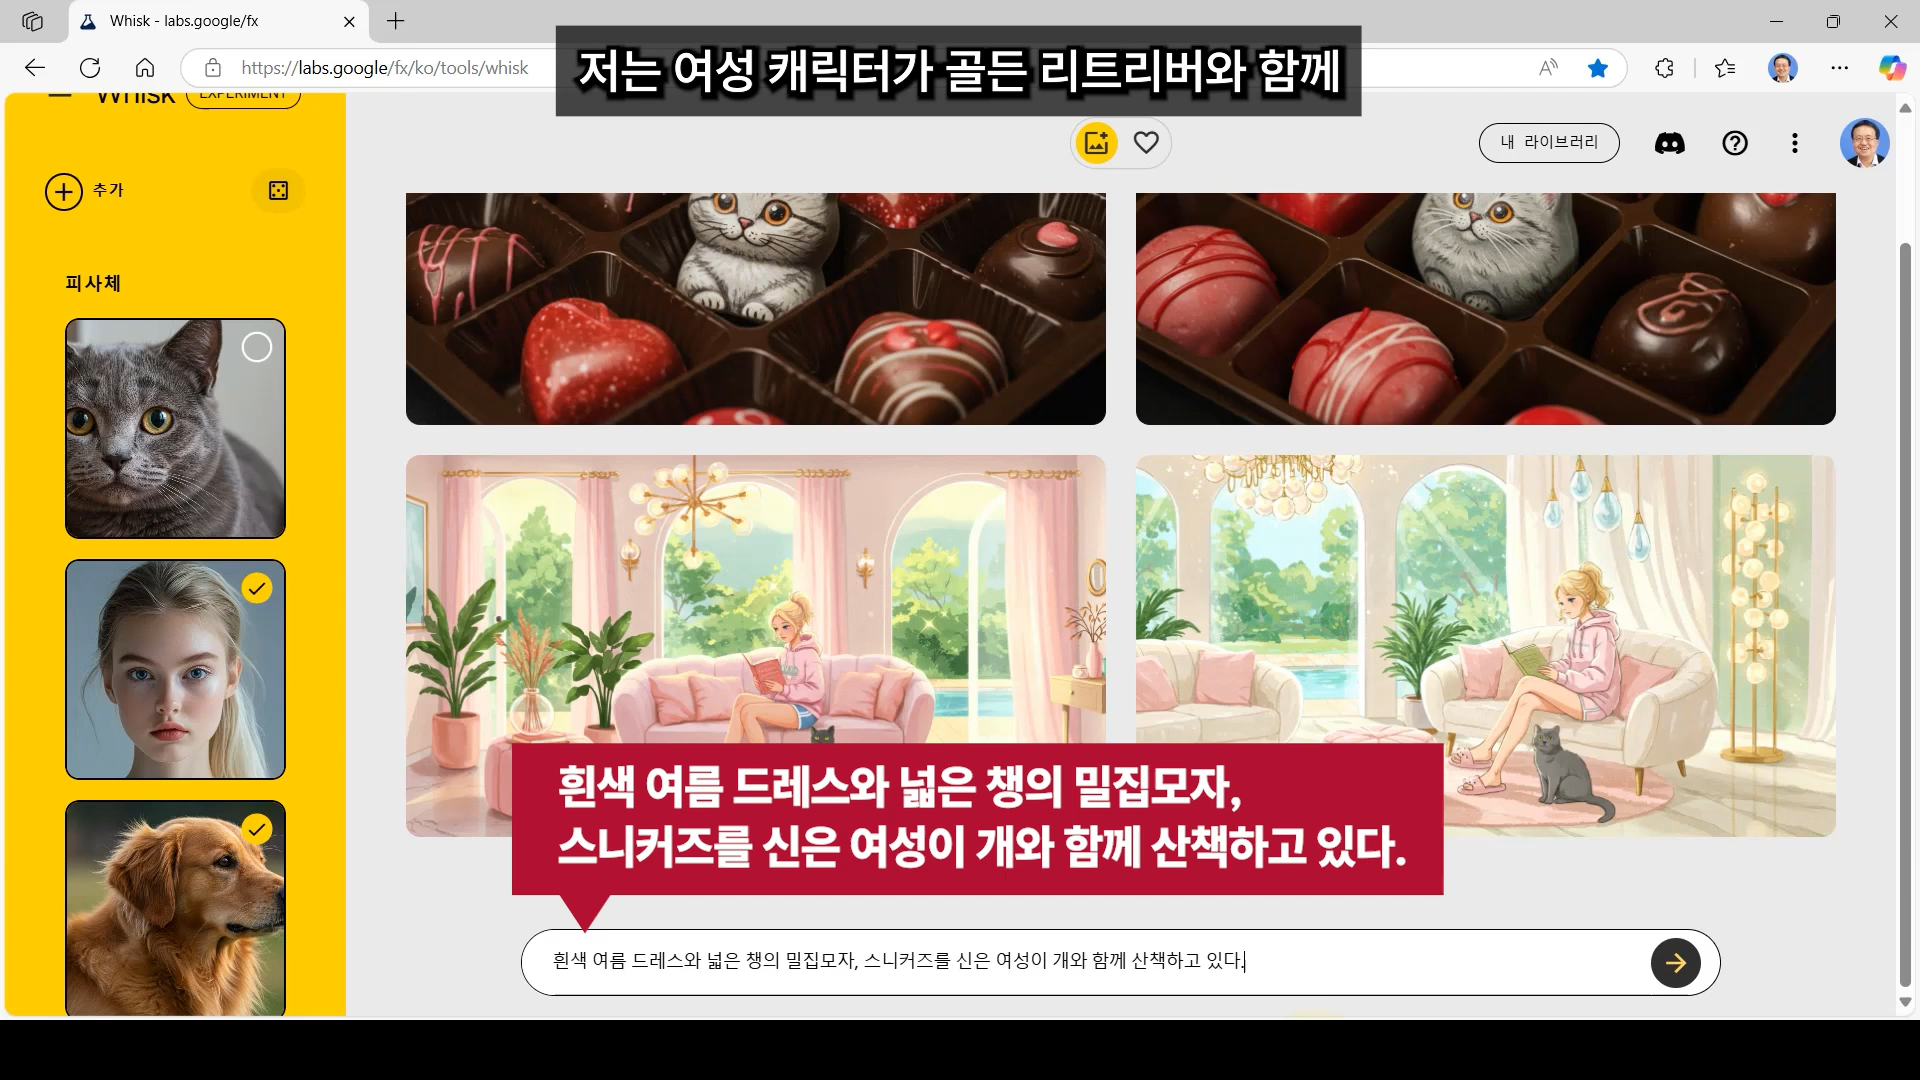 Whisk - labs.google/fx
https://labs.google/fx/ko/tools/whisk
저는 여성 캐릭터가 골든 리트리버와 함께
Whisk EXPERIMENT
내 라이브러리
추가
피사체
흰색 여름 드레스와 넓은 챙의 밀집모자,
스니커즈를 신은 여성이 개와 함께 산책하고 있다.
흰색 여름 드레스와 넓은 챙의 밀집모자, 스니커즈를 신은 여성이 개와 함께 산책하고 있다.